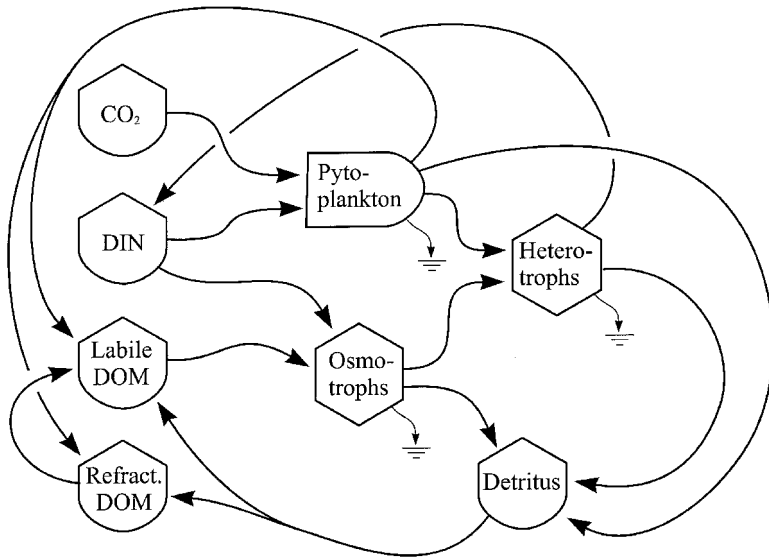 CO₂
Pyto-
plankton
DIN
Hetero-
trophs
Labile
DOM
Osmo-
trophs
Refract.
DOM
Detritus